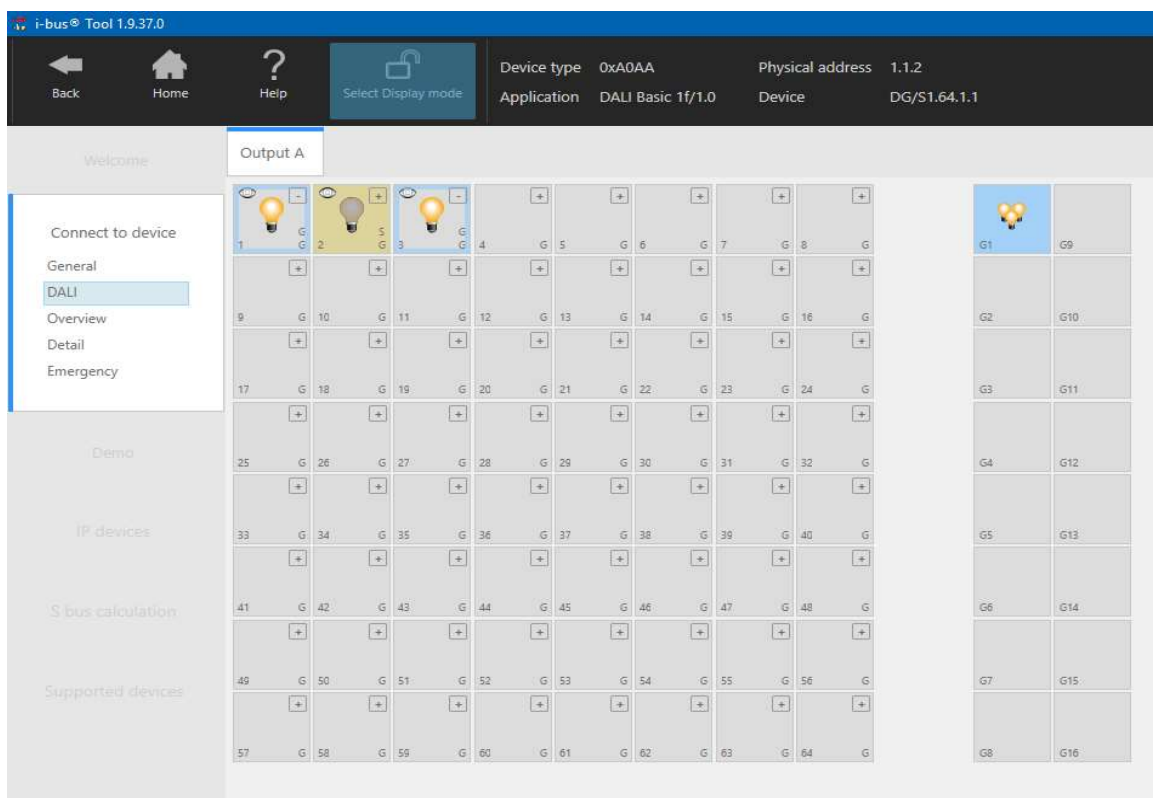 i-bus® Tool 1.9.37.0
Back
Home
?
Help
Select Display mode
Device type 0xA0AA
Physical address 1.1.2
Application DALI Basic 1f/1.0
Device DG/S1.64.1.1
Welcome
Output A
Connect to device
General
DALI
Overview
Detail
Emergency
Demo
IP devices
S bus calculation
Supported devices
- + - + + + + +
G S G
1 G 2 G 3 G 4 G 5 G 6 G 7 G 8 G G1 G9
+ + + + + + + +
9 G 10 G 11 G 12 G 13 G 14 G 15 G 16 G G2 G10
+ + + + + + + +
17 G 18 G 19 G 20 G 21 G 22 G 23 G 24 G G3 G11
+ + + + + + + +
25 G 26 G 27 G 28 G 29 G 30 G 31 G 32 G G4 G12
+ + + + + + + +
33 G 34 G 35 G 36 G 37 G 38 G 39 G 40 G G5 G13
+ + + + + + + +
41 G 42 G 43 G 44 G 45 G 46 G 47 G 48 G G6 G14
+ + + + + + + +
49 G 50 G 51 G 52 G 53 G 54 G 55 G 56 G G7 G15
+ + + + + + + +
57 G 58 G 59 G 60 G 61 G 62 G 63 G 64 G G8 G16